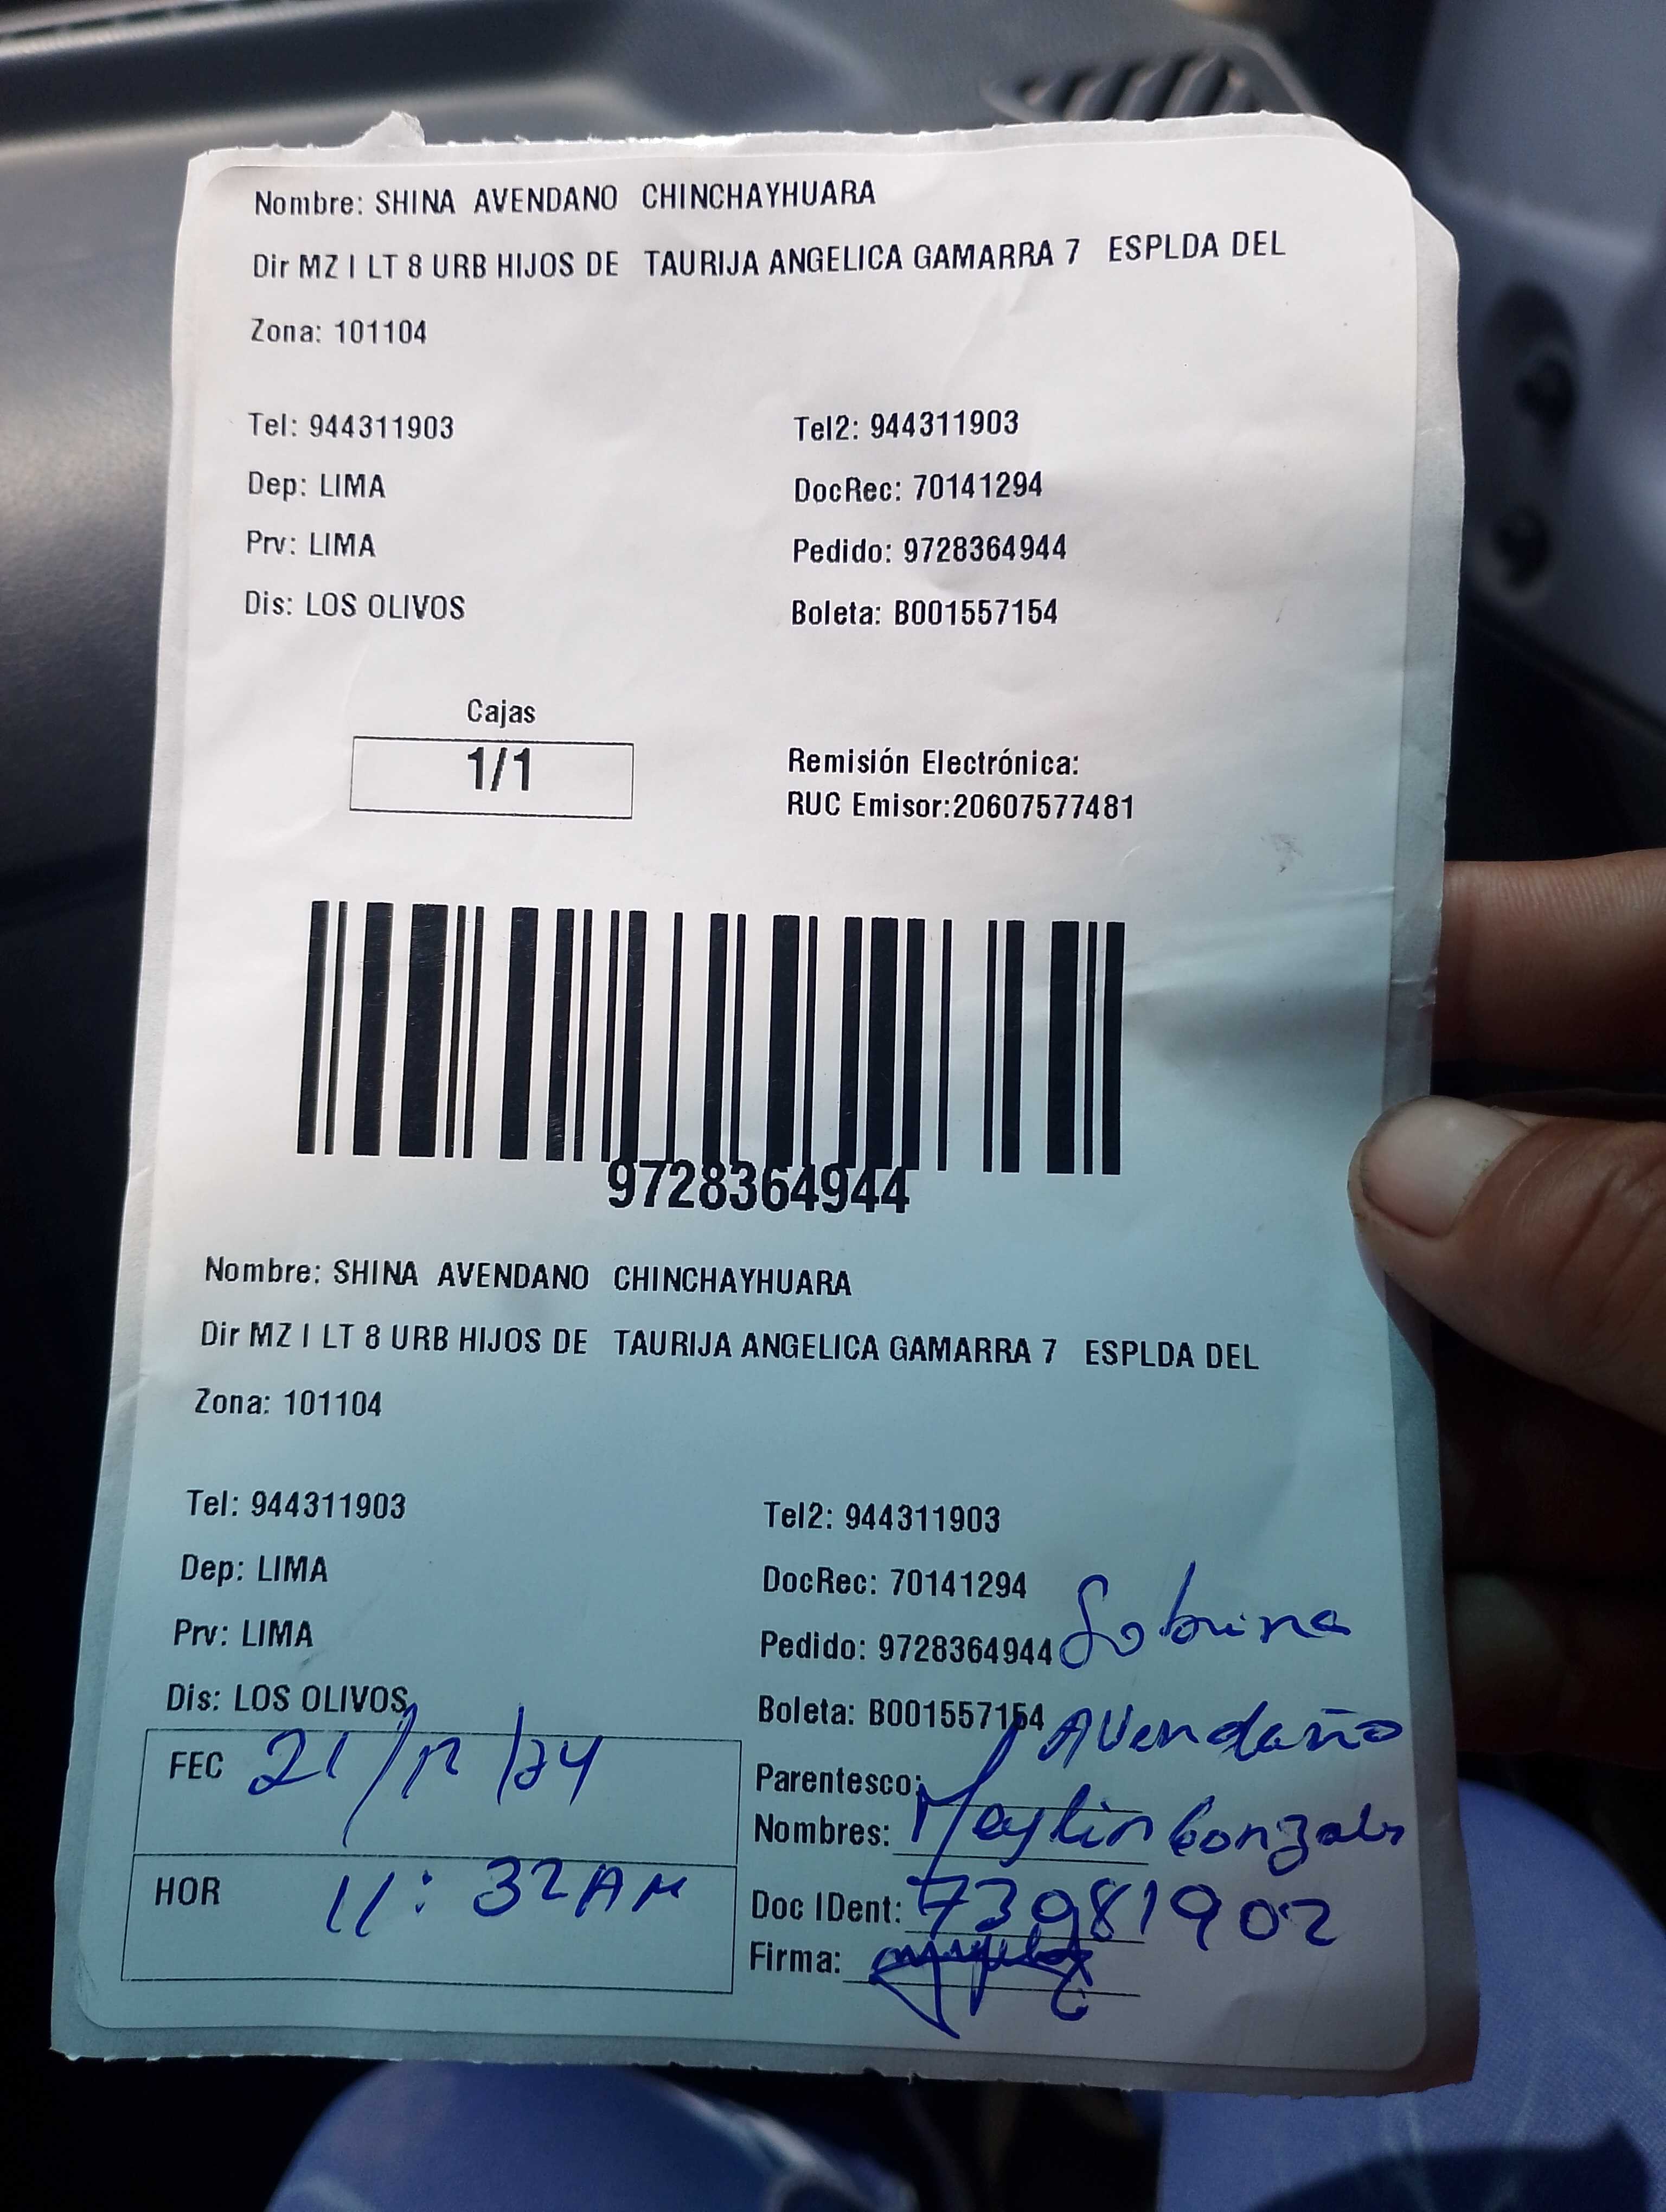 Nombre: SHINA AVENDANO CHINCHAYHUARA
Dir MZ I LT 8 URB HIJOS DE TAURIJA ANGELICA GAMARRA 7 ESPLDA DEL
Zona: 101104
Tel: 944311903 Tel2: 944311903
Dep: LIMA DocRec: 70141294
Prv: LIMA Pedido: 9728364944
Dis: LOS OLIVOS Boleta: B001557154
Cajas
1/1
Remisión Electrónica:
RUC Emisor:20607577481
9728364944
Nombre: SHINA AVENDANO CHINCHAYHUARA
Dir MZ I LT 8 URB HIJOS DE TAURIJA ANGELICA GAMARRA 7 ESPLDA DEL
Zona: 101104
Tel: 944311903 Tel2: 944311903
Dep: LIMA DocRec: 70141294
Prv: LIMA Pedido: 9728364944 Sobrina
Dis: LOS OLIVOS Boleta: B001557154 Avendaño
FEC 21/12/24 Parentesco:
Nombres: Meylin Gonzales
HOR 11:32AM Doc IDent: 73981902
Firma: